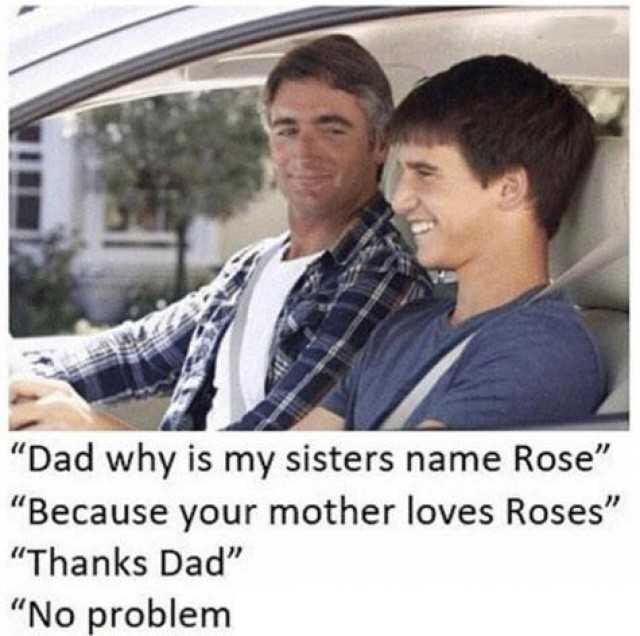 “Dad why is my sisters name Rose”
“Because your mother loves Roses”
“Thanks Dad”
“No problem